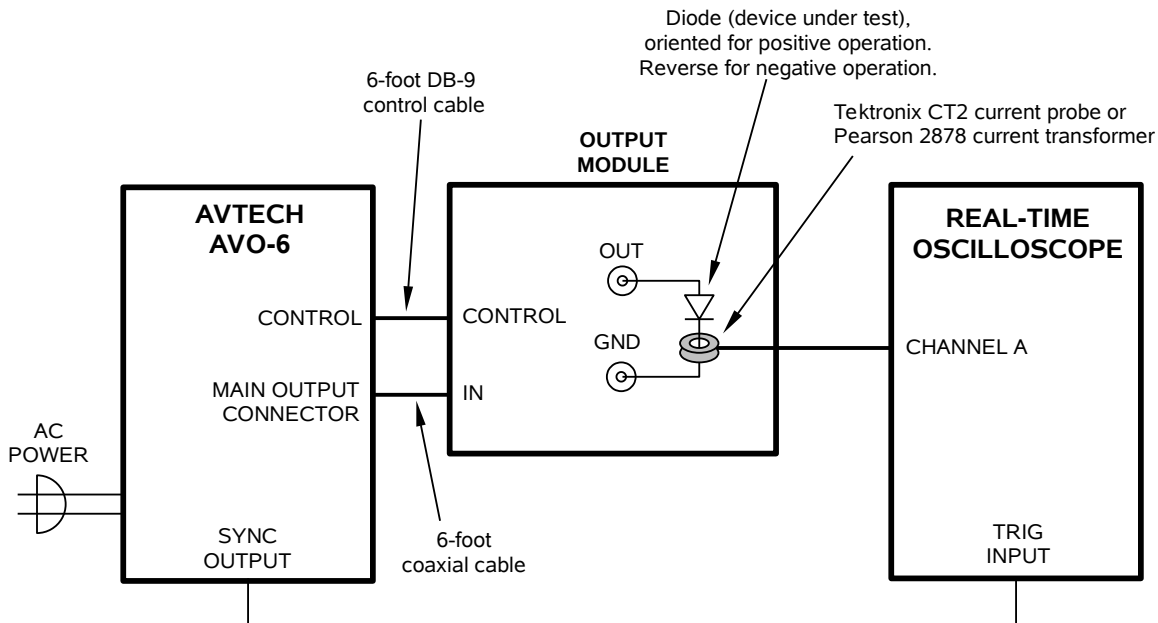 Diode (device under test),
oriented for positive operation.
Reverse for negative operation.
6-foot DB-9
control cable
Tektronix CT2 current probe or
Pearson 2878 current transformer
OUTPUT
MODULE
AVTECH
AVO-6
REAL-TIME
OSCILLOSCOPE
OUT
CONTROL
CONTROL
GND
CHANNEL A
MAIN OUTPUT
CONNECTOR
IN
AC
POWER
SYNC
OUTPUT
6-foot
coaxial cable
TRIG
INPUT